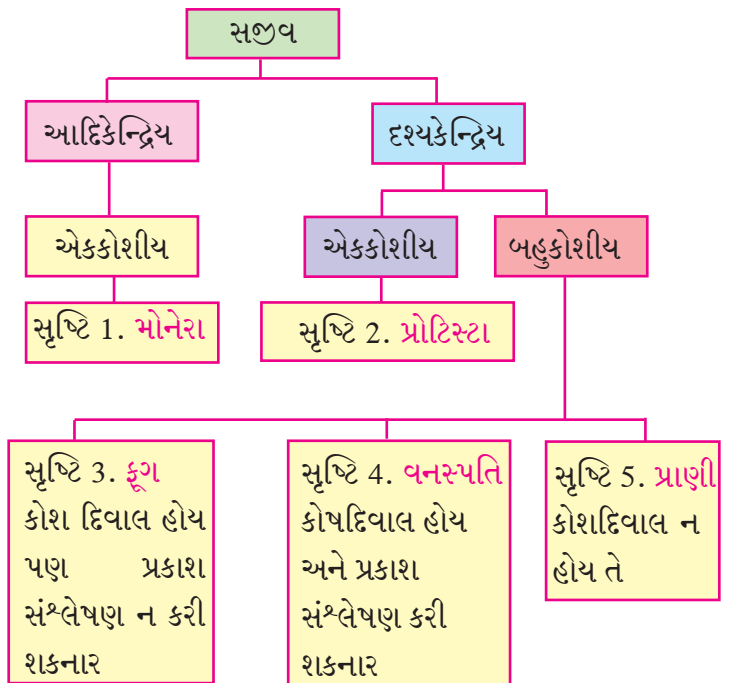 સજીવ
આદિકેન્દ્રિય
દૃશ્યકેન્દ્રિય
એકકોશીય
એકકોશીય
બહુકોશીય
સૃષ્ટિ 1. મોનેરા
સૃષ્ટિ 2. પ્રોટિસ્ટા
સૃષ્ટિ 3. ફૂગ
કોશ દિવાલ હોય
પણ પ્રકાશ
સંશ્લેષણ ન કરી
શકનાર
સૃષ્ટિ 4. વનસ્પતિ
કોષદિવાલ હોય
અને પ્રકાશ
સંશ્લેષણ કરી
શકનાર
સૃષ્ટિ 5. પ્રાણી
કોશદિવાલ ન
હોય તે